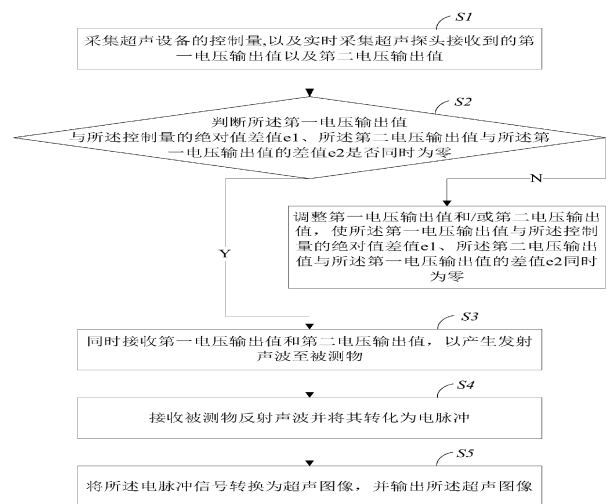 S1
采集超声设备的控制量,以及实时采集超声探头接收到的第
一电压输出值以及第二电压输出值
S2
判断所述第一电压输出值
与所述控制量的绝对值差值e1、所述第二电压输出值与所述第
一电压输出值的差值e2是否同时为零
N
调整第一电压输出值和/或第二电压输出
值，使所述第一电压输出值与所述控制
量的绝对值差值e1、所述第二电压输出
值与所述第一电压输出值的差值e2同时
为零
Y
S3
同时接收第一电压输出值和第二电压输出值，以产生发射
声波至被测物
S4
接收被测物反射声波并将其转化为电脉冲
S5
将所述电脉冲信号转换为超声图像，并输出所述超声图像